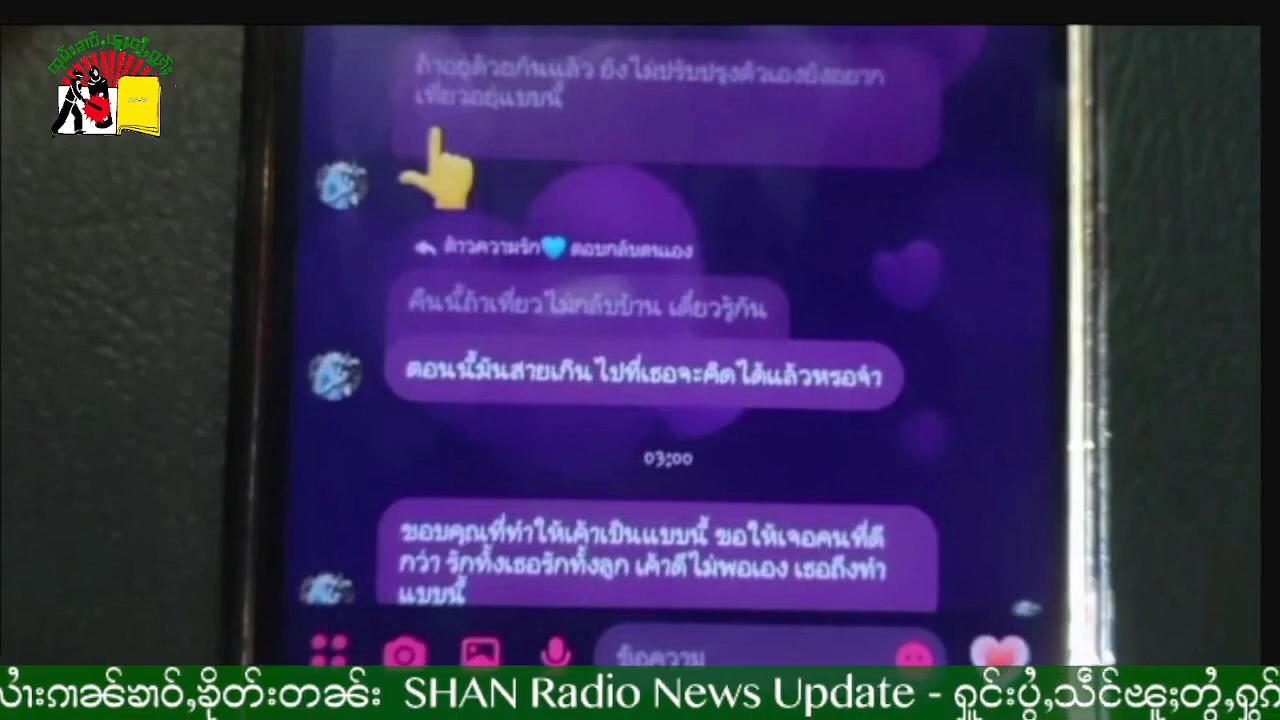 ถ้าอยู่ด้วยกันแล้ว ยังไม่ปรับปรุงตัวเองยังอยาก
เที่ยวอยู่แบบนี้
ต้าวความรัก🩵 ตอบกลับตนเอง
คืนนี้ถ้าเที่ยวไม่กลับบ้าน เดี๋ยวรู้กัน
ตอนนี้มันสายเกินไปที่เธอจะคิดได้แล้วหรอจ๋า
03:00
ขอบคุณที่ทำให้เค้าเป็นแบบนี้ ขอให้เจอคนที่ดี
กว่า รักทั้งเธอรักทั้งลูก เค้าดีไม่พอเอง เธอถึงทำ
แบบนี้
ข้อความ
SHAN Radio News Update -